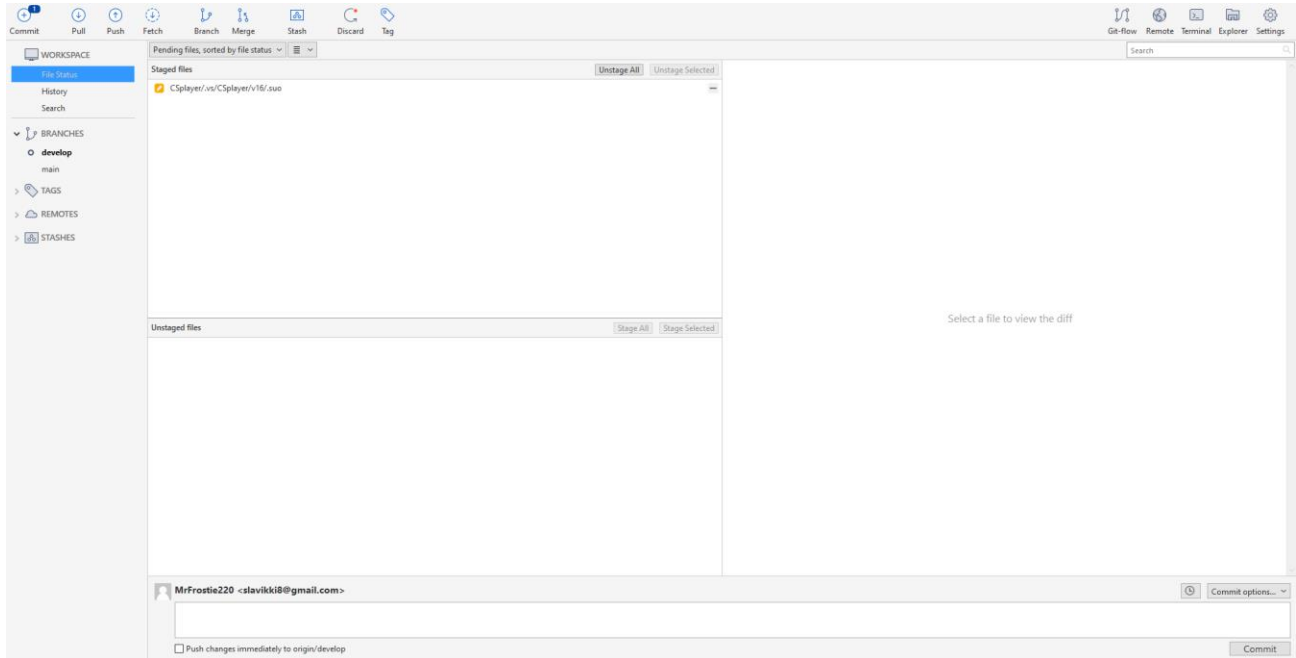 1
Commit Pull Push Fetch Branch Merge Stash Discard Tag Git-flow Remote Terminal Explorer Settings
WORKSPACE
File Status
History
Search
BRANCHES
develop
main
TAGS
REMOTES
STASHES
Pending files, sorted by file status
Search
Staged files Unstage All Unstage Selected
CSplayer/.vs/CSplayer/v16/.suo
Unstaged files Stage All Stage Selected
Select a file to view the diff
MrFrostie220 <slavikki8@gmail.com> Commit options...
Push changes immediately to origin/develop Commit